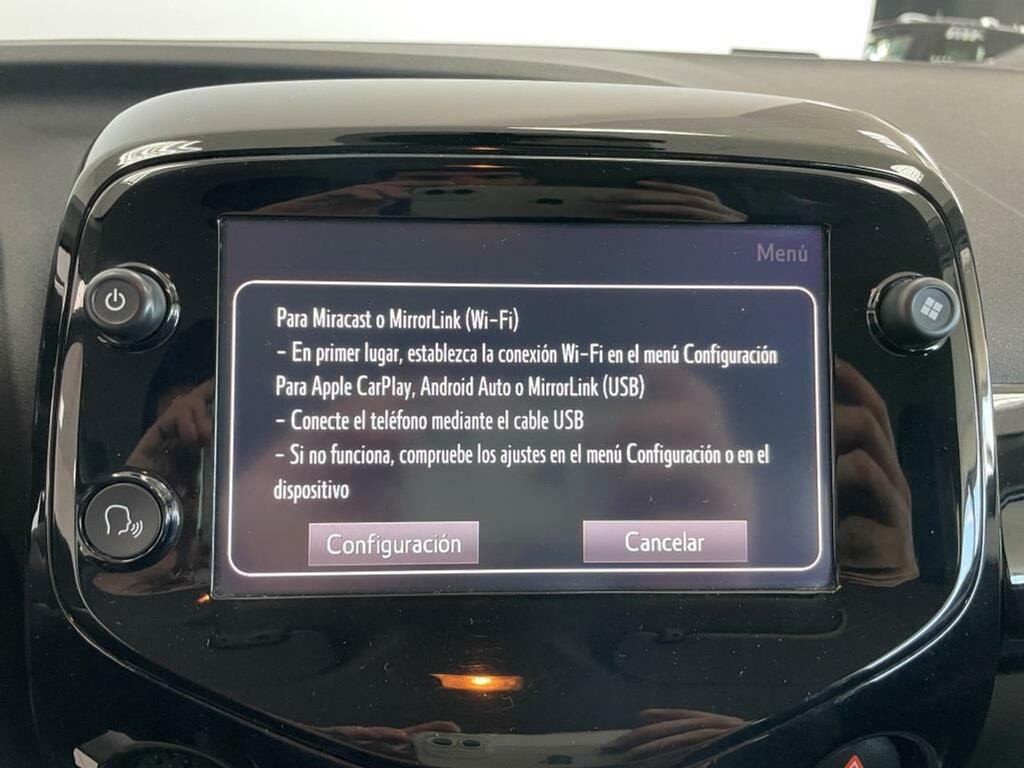 Menú
Para Miracast o MirrorLink (Wi-Fi)
- En primer lugar, establezca la conexión Wi-Fi en el menú Configuración
Para Apple CarPlay, Android Auto o MirrorLink (USB)
- Conecte el teléfono mediante el cable USB
- Si no funciona, compruebe los ajustes en el menú Configuración o en el
dispositivo
Configuración
Cancelar